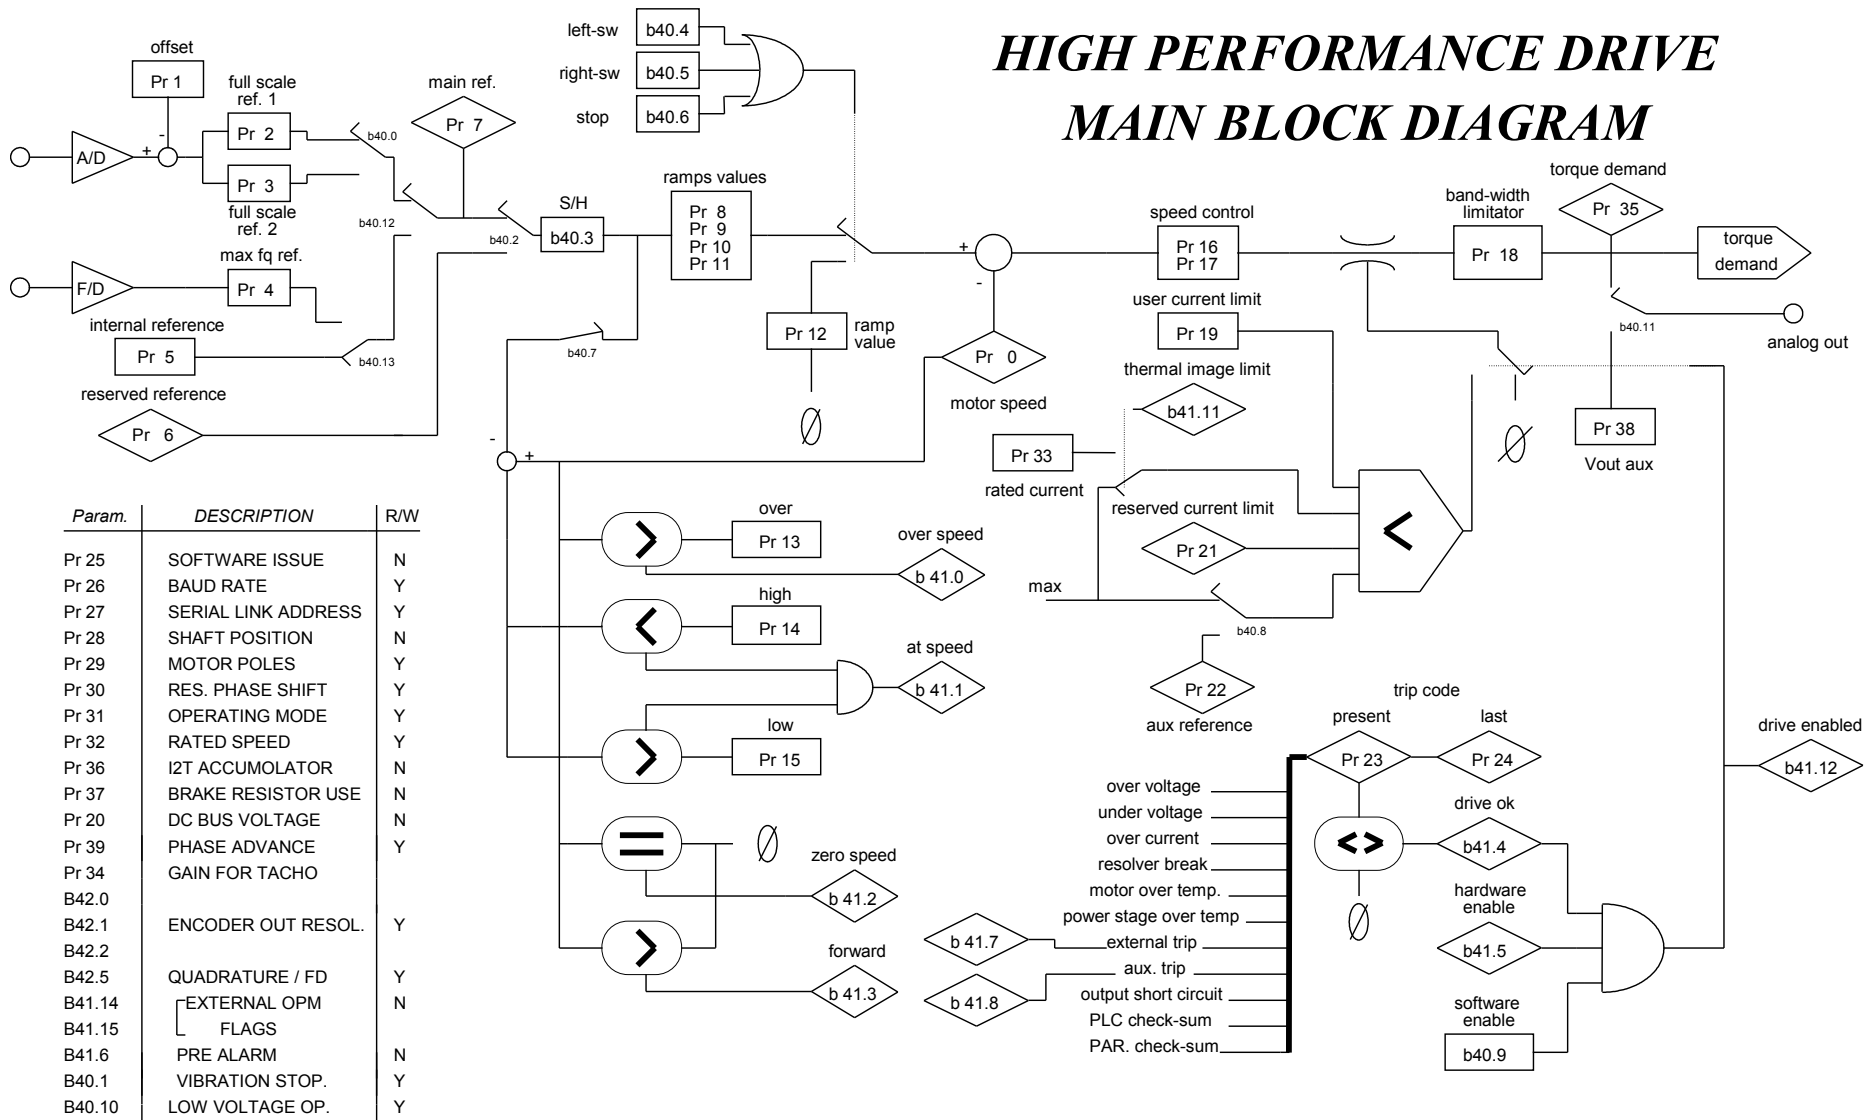 HIGH PERFORMANCE DRIVE
MAIN BLOCK DIAGRAM
offset
Pr 1
full scale
ref. 1
Pr 2
A/D
+
-
Pr 3
full scale
ref. 2
b40.0
b40.12
max fq ref.
F/D
Pr 4
internal reference
Pr 5
b40.13
reserved reference
Pr 6
main ref.
Pr 7
b40.2
S/H
b40.3
b40.7
left-sw
b40.4
right-sw
b40.5
stop
b40.6
ramps values
Pr 8
Pr 9
Pr 10
Pr 11
Pr 12
ramp
value
0
+
-
Pr 0
motor speed
speed control
Pr 16
Pr 17
user current limit
Pr 19
thermal image limit
b41.11
Pr 33
rated current
reserved current limit
Pr 21
max
b40.8
Pr 22
aux reference
<
band-width
limitator
Pr 18
torque demand
Pr 35
torque
demand
b40.11
analog out
0
Pr 38
Vout aux
-
+
over
>
Pr 13
over speed
b 41.0
high
<
Pr 14
at speed
b 41.1
low
>
Pr 15
=
0
zero speed
b 41.2
>
forward
b 41.3
trip code
present
last
Pr 23
Pr 24
over voltage
under voltage
over current
resolver break
motor over temp.
power stage over temp
b 41.7
external trip
b 41.8
aux. trip
output short circuit
PLC check-sum
PAR. check-sum
< >
0
drive ok
b41.4
hardware
enable
b41.5
software
enable
b40.9
drive enabled
b41.12
Param. DESCRIPTION R/W
Pr 25 SOFTWARE ISSUE N
Pr 26 BAUD RATE Y
Pr 27 SERIAL LINK ADDRESS Y
Pr 28 SHAFT POSITION N
Pr 29 MOTOR POLES Y
Pr 30 RES. PHASE SHIFT Y
Pr 31 OPERATING MODE Y
Pr 32 RATED SPEED Y
Pr 36 I2T ACCUMOLATOR N
Pr 37 BRAKE RESISTOR USE N
Pr 20 DC BUS VOLTAGE N
Pr 39 PHASE ADVANCE Y
Pr 34 GAIN FOR TACHO
B42.0
B42.1 ENCODER OUT RESOL. Y
B42.2
B42.5 QUADRATURE / FD Y
B41.14 EXTERNAL OPM N
B41.15 FLAGS
B41.6 PRE ALARM N
B40.1 VIBRATION STOP. Y
B40.10 LOW VOLTAGE OP. Y